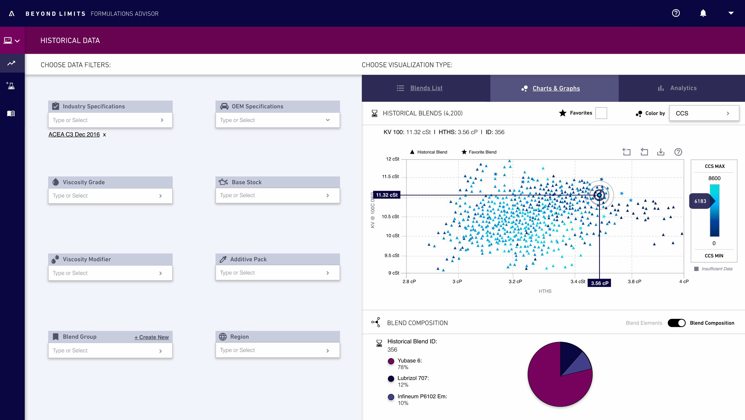 BEYOND LIMITS FORMULATIONS ADVISOR
HISTORICAL DATA
CHOOSE DATA FILTERS:
CHOOSE VISUALIZATION TYPE:
Blends List
Charts & Graphs
Analytics
Industry Specifications
Type or Select
ACEA C3 Dec 2016 x
OEM Specifications
Type or Select
Viscosity Grade
Type or Select
Base Stock
Type or Select
Viscosity Modifier
Type or Select
Additive Pack
Type or Select
Blend Group
+ Create New
Type or Select
Region
Type or Select
HISTORICAL BLENDS (4,200)
Favorites
Color by
CCS
KV 100: 11.32 cSt I HTHS: 3.56 cP I ID: 356
Historical Blend
Favorite Blend
12 cSt
11.5 cSt
11.32 cSt
10.5 cSt
10 cSt
9.5 cSt
9 cSt
KV @ 100C
2.8 cP
3 cP
3.2 cP
3.4 cSt
3.56 cP
3.8 cP
4 cP
HTHS
CCS MAX
8600
6183
0
CCS MIN
Insufficient Data
BLEND COMPOSITION
Blend Elements
Blend Composition
Historical Blend ID:
356
Yubase 6:
78%
Lubrizol 707:
12%
Infineum P6102 Em:
10%